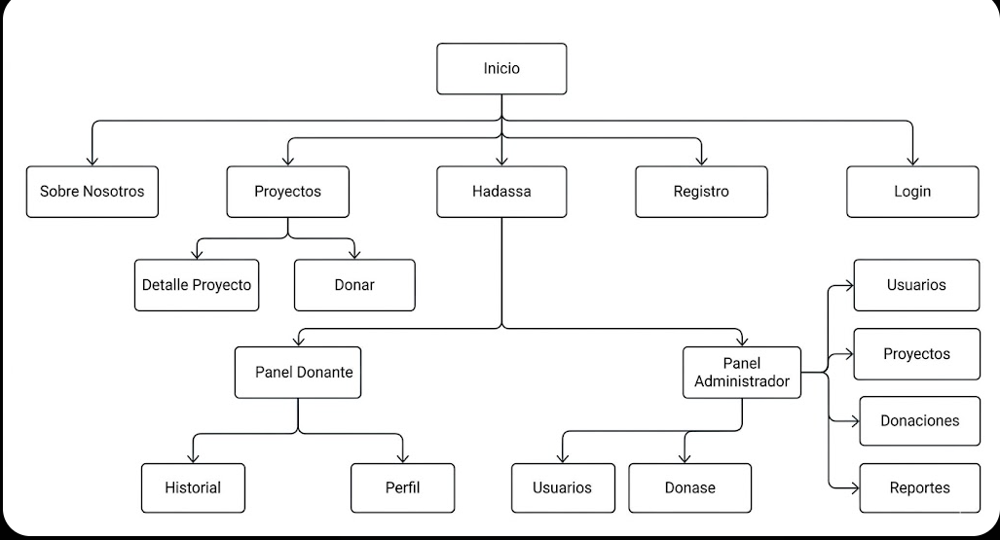 Inicio
Sobre Nosotros
Proyectos
Hadassa
Registro
Login
Detalle Proyecto
Donar
Usuarios
Proyectos
Donaciones
Reportes
Panel Donante
Panel
Administrador
Historial
Perfil
Usuarios
Donase